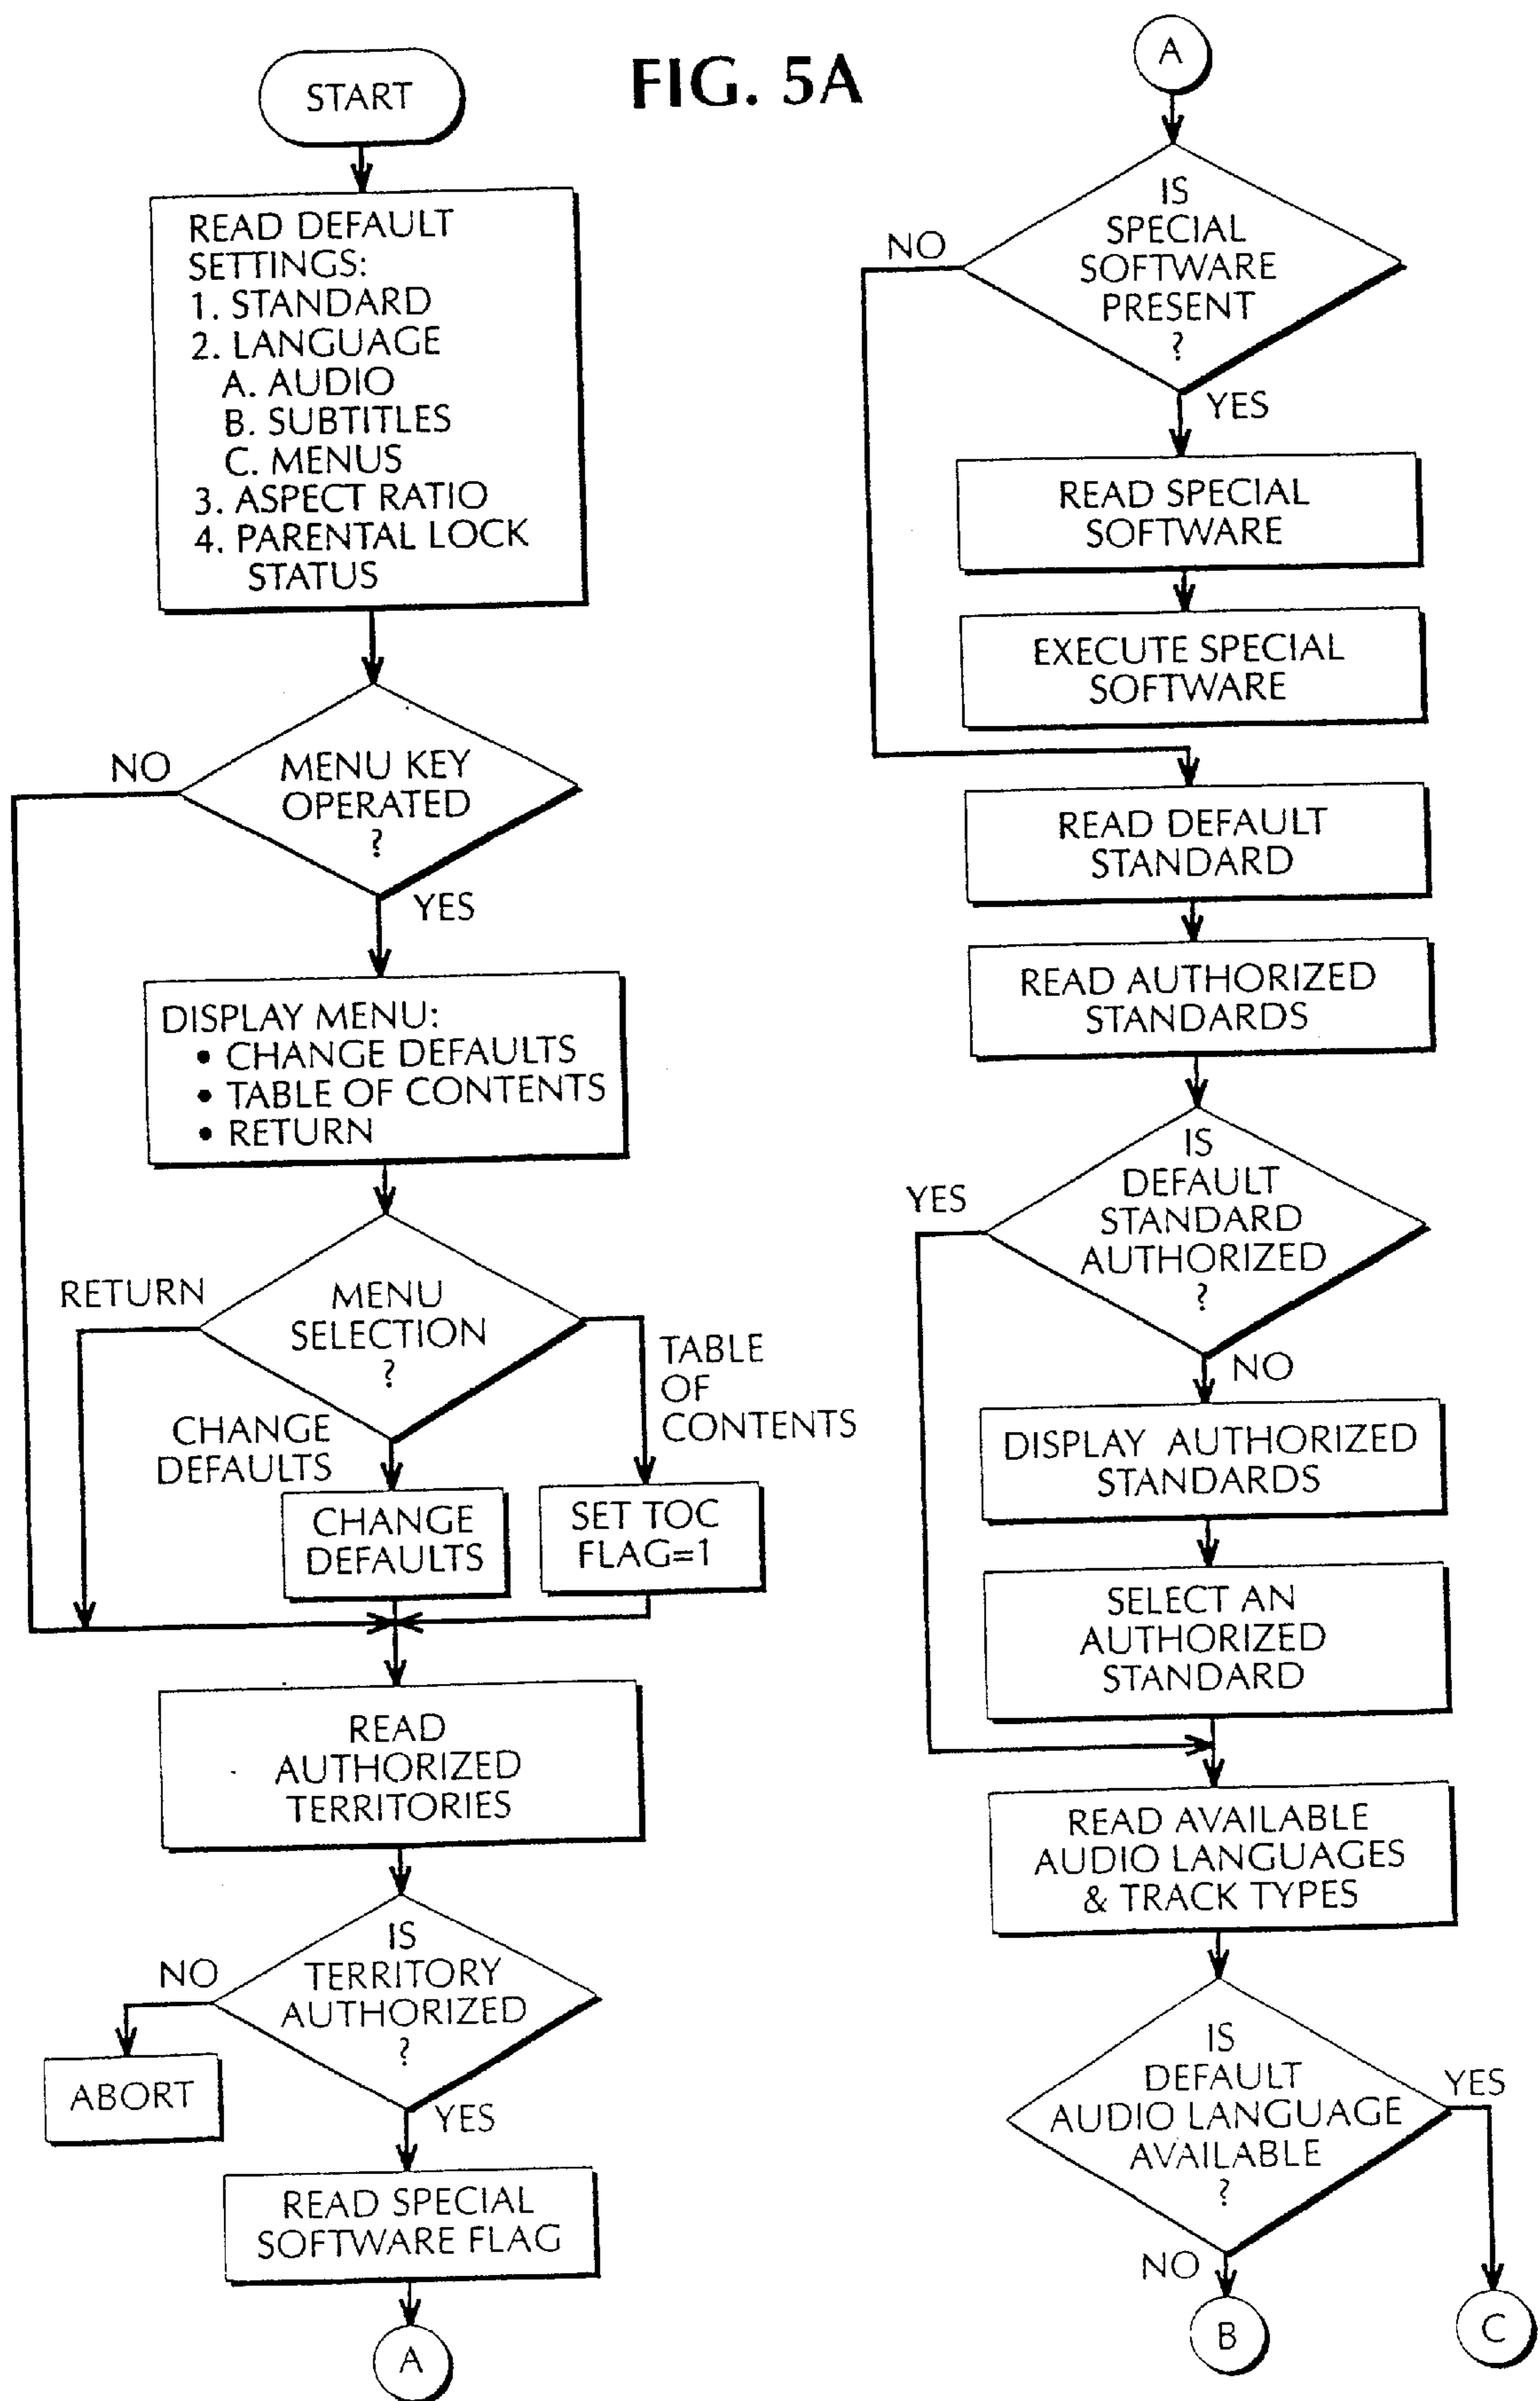 FIG. 5A
START
READ DEFAULT
SETTINGS:
1. STANDARD
2. LANGUAGE
A. AUDIO
B. SUBTITLES
C. MENUS
3. ASPECT RATIO
4. PARENTAL LOCK
STATUS
NO
MENU KEY
OPERATED
?
YES
DISPLAY MENU:
• CHANGE DEFAULTS
• TABLE OF CONTENTS
• RETURN
RETURN
MENU
SELECTION
?
TABLE
OF
CONTENTS
CHANGE
DEFAULTS
CHANGE
DEFAULTS
SET TOC
FLAG=1
READ
AUTHORIZED
TERRITORIES
NO
IS
TERRITORY
AUTHORIZED
?
ABORT
YES
READ SPECIAL
SOFTWARE FLAG
A
A
NO
IS
SPECIAL
SOFTWARE
PRESENT
?
YES
READ SPECIAL
SOFTWARE
EXECUTE SPECIAL
SOFTWARE
READ DEFAULT
STANDARD
READ AUTHORIZED
STANDARDS
YES
IS
DEFAULT
STANDARD
AUTHORIZED
?
NO
DISPLAY AUTHORIZED
STANDARDS
SELECT AN
AUTHORIZED
STANDARD
READ AVAILABLE
AUDIO LANGUAGES
& TRACK TYPES
IS
DEFAULT
AUDIO LANGUAGE
AVAILABLE
?
YES
NO
B
C